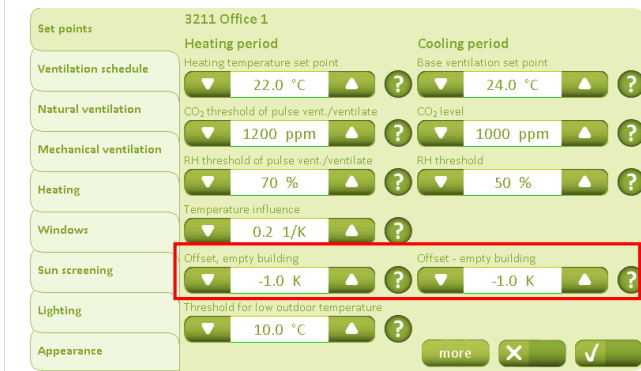 3211 Office 1
Set points
Ventilation schedule
Natural ventilation
Mechanical ventilation
Heating
Windows
Sun screening
Lighting
Appearance
Heating period
Heating temperature set point
22.0 °C ?
CO₂ threshold of pulse vent./ventilate
1200 ppm ?
RH threshold of pulse vent./ventilate
70 % ?
Temperature influence
0.2 1/K ?
Offset, empty building
-1.0 K ?
Threshold for low outdoor temperature
10.0 °C ?
Cooling period
Base ventilation set point
24.0 °C ?
CO₂ level
1000 ppm ?
RH threshold
50 % ?
Offset - empty building
-1.0 K ?
more